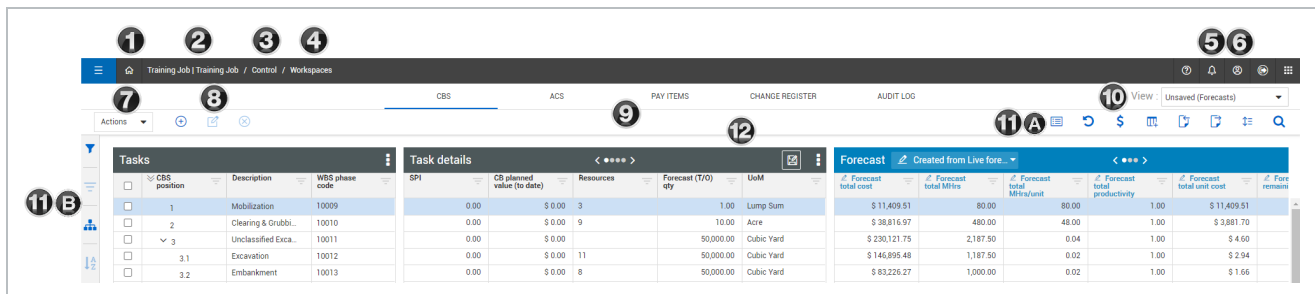 1 2 3 4 5 6
Training Job | Training Job / Control / Workspaces
7 8 9 10
CBS ACS PAY ITEMS CHANGE REGISTER AUDIT LOG View : Unsaved (Forecasts)
Actions 11 A $
12
Tasks Task details Forecast Created from Live fore...
CBS position Description WBS phase code SPI CB planned value (to date) Resources Forecast (T/O) qty UoM Forecast total cost Forecast total MHrs Forecast total MHrs/unit Forecast total productivity Forecast total unit cost Fore remaini
11 B
1 Mobilization 10009 0.00 $ 0.00 3 1.00 Lump Sum $ 11,409.51 80.00 80.00 1.00 $ 11,409.51
2 Clearing & Grubbi... 10010 0.00 $ 0.00 9 10.00 Acre $ 38,816.97 480.00 48.00 1.00 $ 3,881.70
3 Unclassified Exca... 10011 0.00 $ 0.00 50,000.00 Cubic Yard $ 230,121.75 2,187.50 0.04 1.00 $ 4.60
3.1 Excavation 10012 0.00 $ 0.00 11 50,000.00 Cubic Yard $ 146,895.48 1,187.50 0.02 1.00 $ 2.94
3.2 Embankment 10013 0.00 $ 0.00 8 50,000.00 Cubic Yard $ 83,226.27 1,000.00 0.02 1.00 $ 1.66